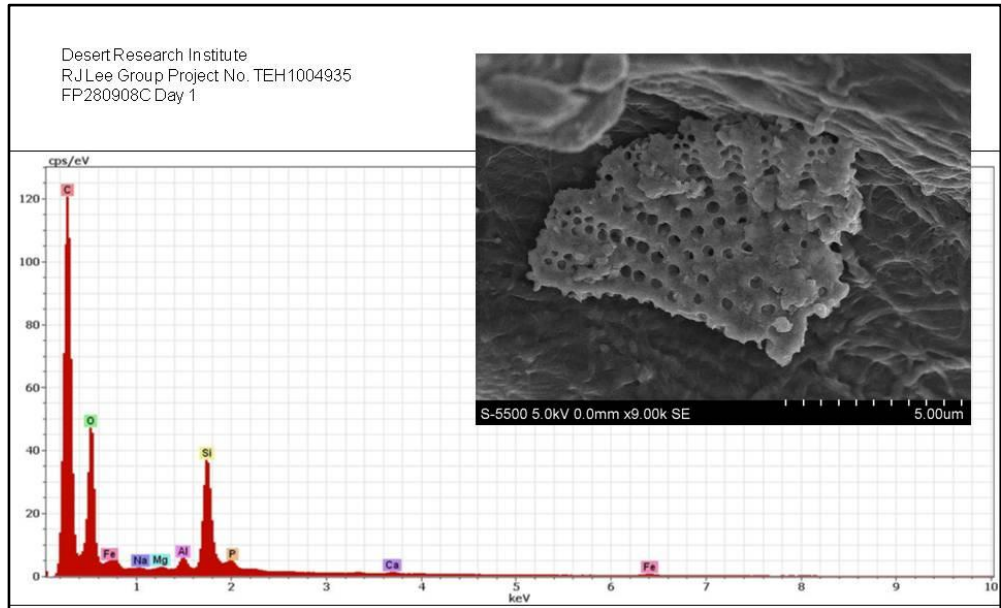 Desert Research Institute
RJ Lee Group Project No. TEH1004935
FP280908C Day 1
cps/eV
120
100
80
60
40
20
0
C
O
Fe
Na
Mg
Al
Si
P
Ca
Fe
1
2
3
4
5
6
7
8
9
10
keV
S-5500 5.0kV 0.0mm x9.00k SE
5.00um